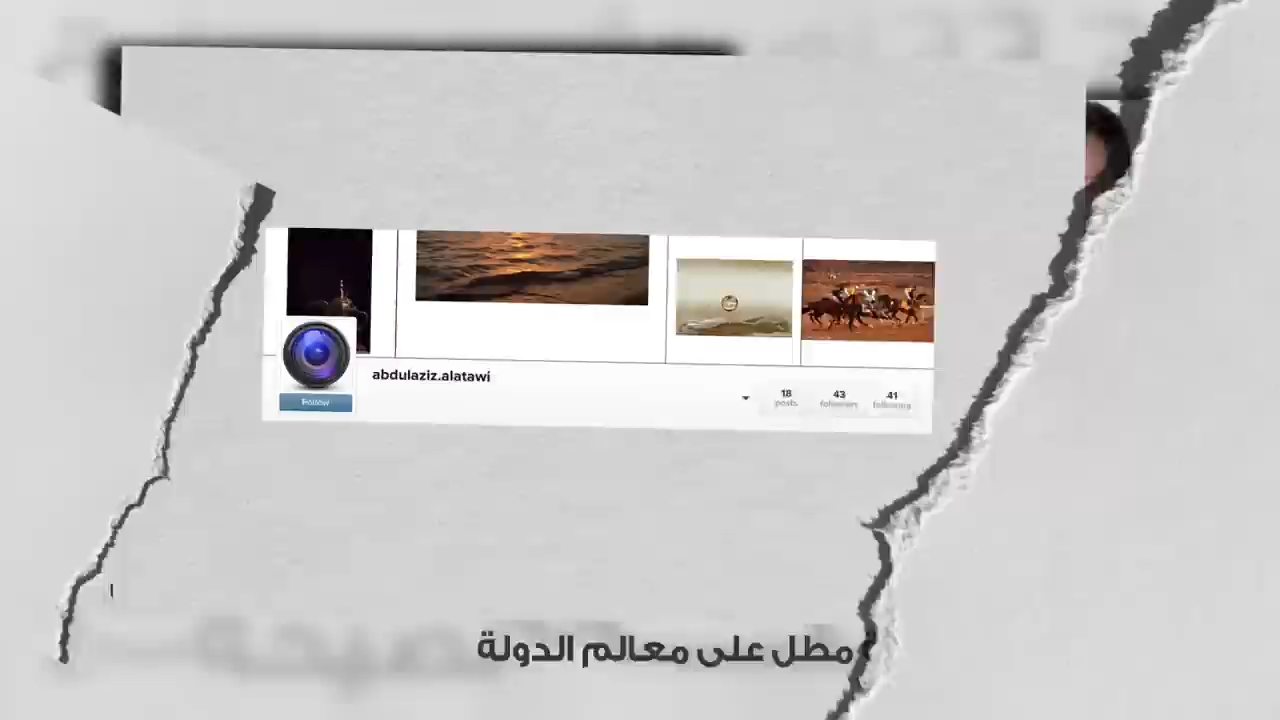 abdulaziz.alatawi
Follow
18
43
41
posts
followers
following
مطل على معالم الدولة